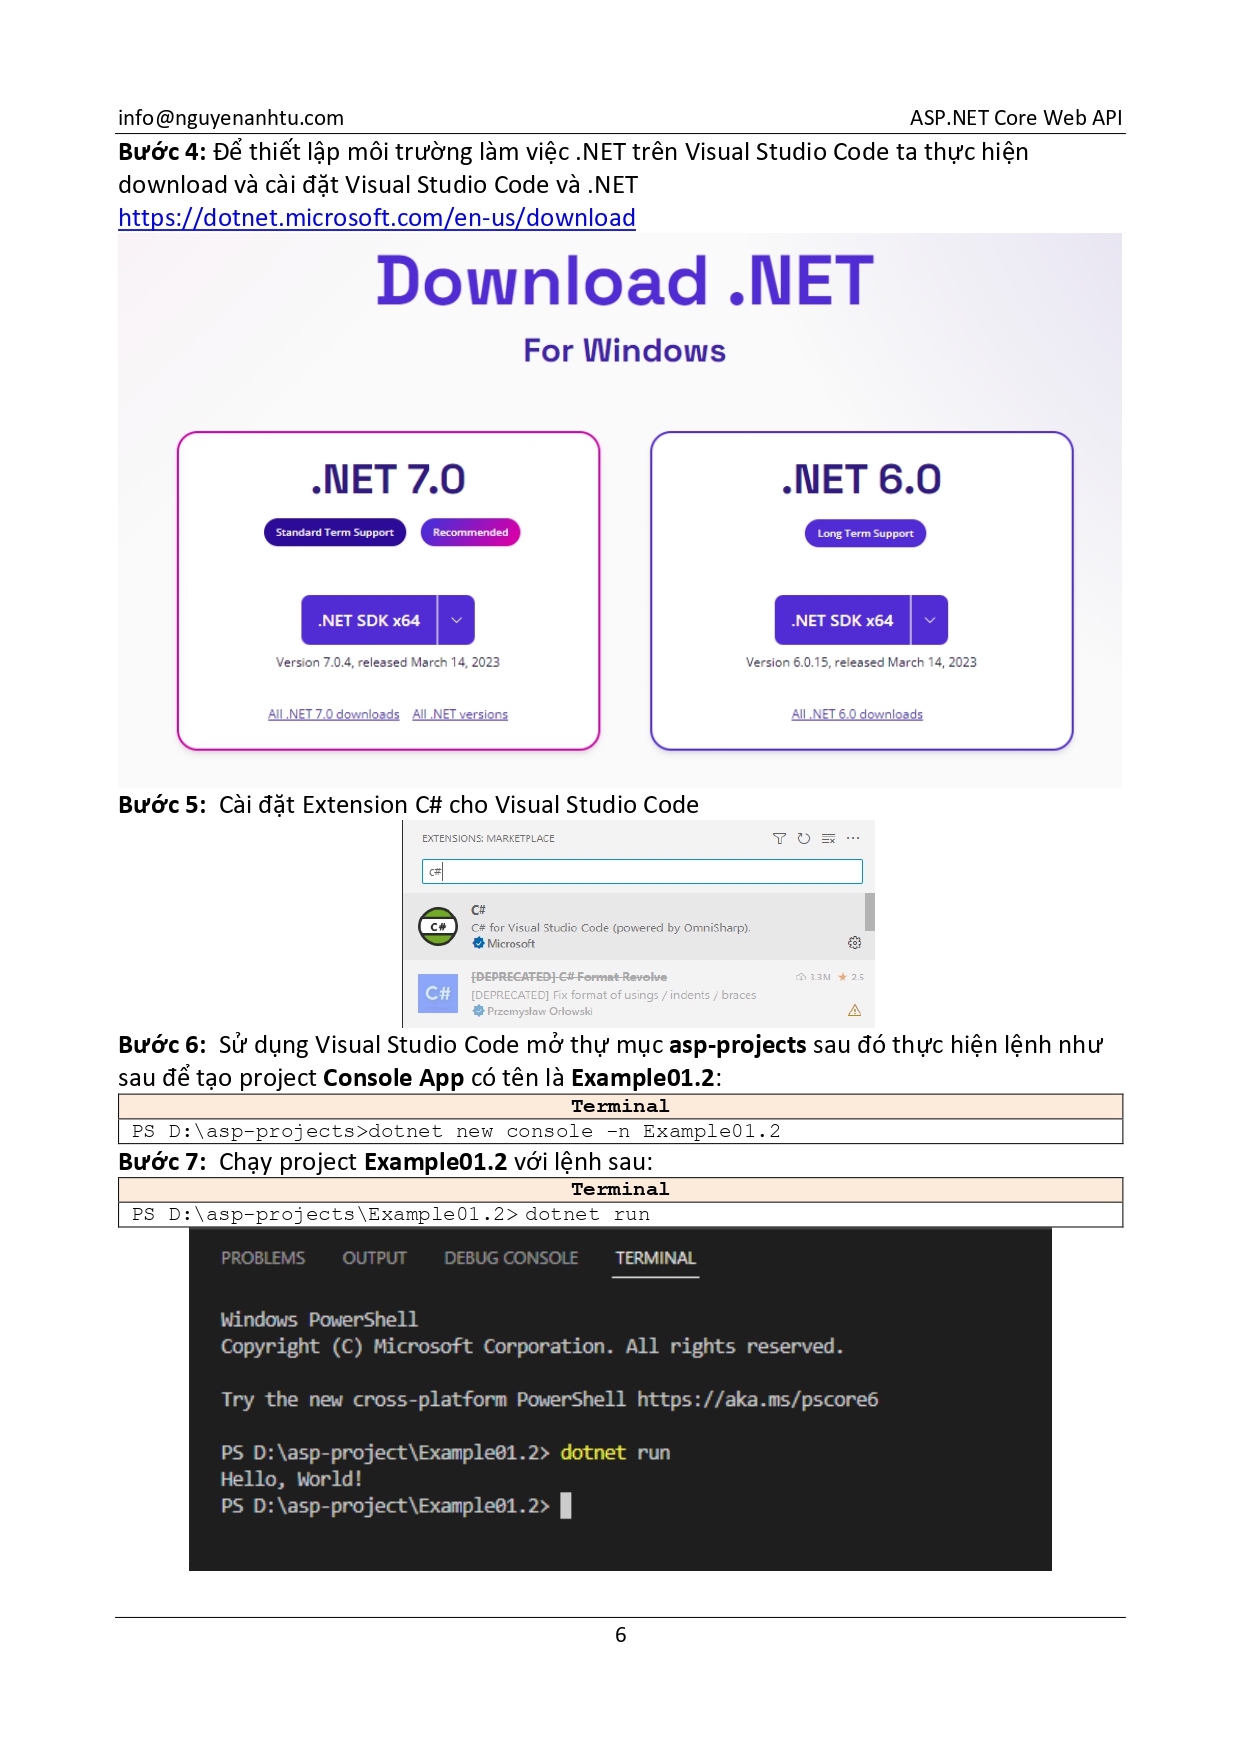 info@nguyenanhtu.com ASP.NET Core Web API
Bước 4: Để thiết lập môi trường làm việc .NET trên Visual Studio Code ta thực hiện
download và cài đặt Visual Studio Code và .NET
https://dotnet.microsoft.com/en-us/download
Download .NET
For Windows
.NET 7.0 .NET 6.0
Standard Term Support Recommended Long Term Support
.NET SDK x64 .NET SDK x64
Version 7.0.4, released March 14, 2023 Version 6.0.15, released March 14, 2023
All .NET 7.0 downloads All .NET versions All .NET 6.0 downloads
Bước 5: Cài đặt Extension C# cho Visual Studio Code
EXTENSIONS: MARKETPLACE
c#
C#
C# C# for Visual Studio Code (powered by OmniSharp).
Microsoft
[DEPRECATED] C# Format Revolve 3.3M 2.5
C# [DEPRECATED] Fix format of usings / indents / braces
Przemysław Orłowski
Bước 6: Sử dụng Visual Studio Code mở thự mục asp-projects sau đó thực hiện lệnh như
sau để tạo project Console App có tên là Example01.2:
Terminal
PS D:\asp-projects>dotnet new console –n Example01.2
Bước 7: Chạy project Example01.2 với lệnh sau:
Terminal
PS D:\asp-projects\Example01.2> dotnet run
PROBLEMS OUTPUT DEBUG CONSOLE TERMINAL
Windows PowerShell
Copyright (C) Microsoft Corporation. All rights reserved.
Try the new cross-platform PowerShell https://aka.ms/pscore6
PS D:\asp-project\Example01.2> dotnet run
Hello, World!
PS D:\asp-project\Example01.2>
6